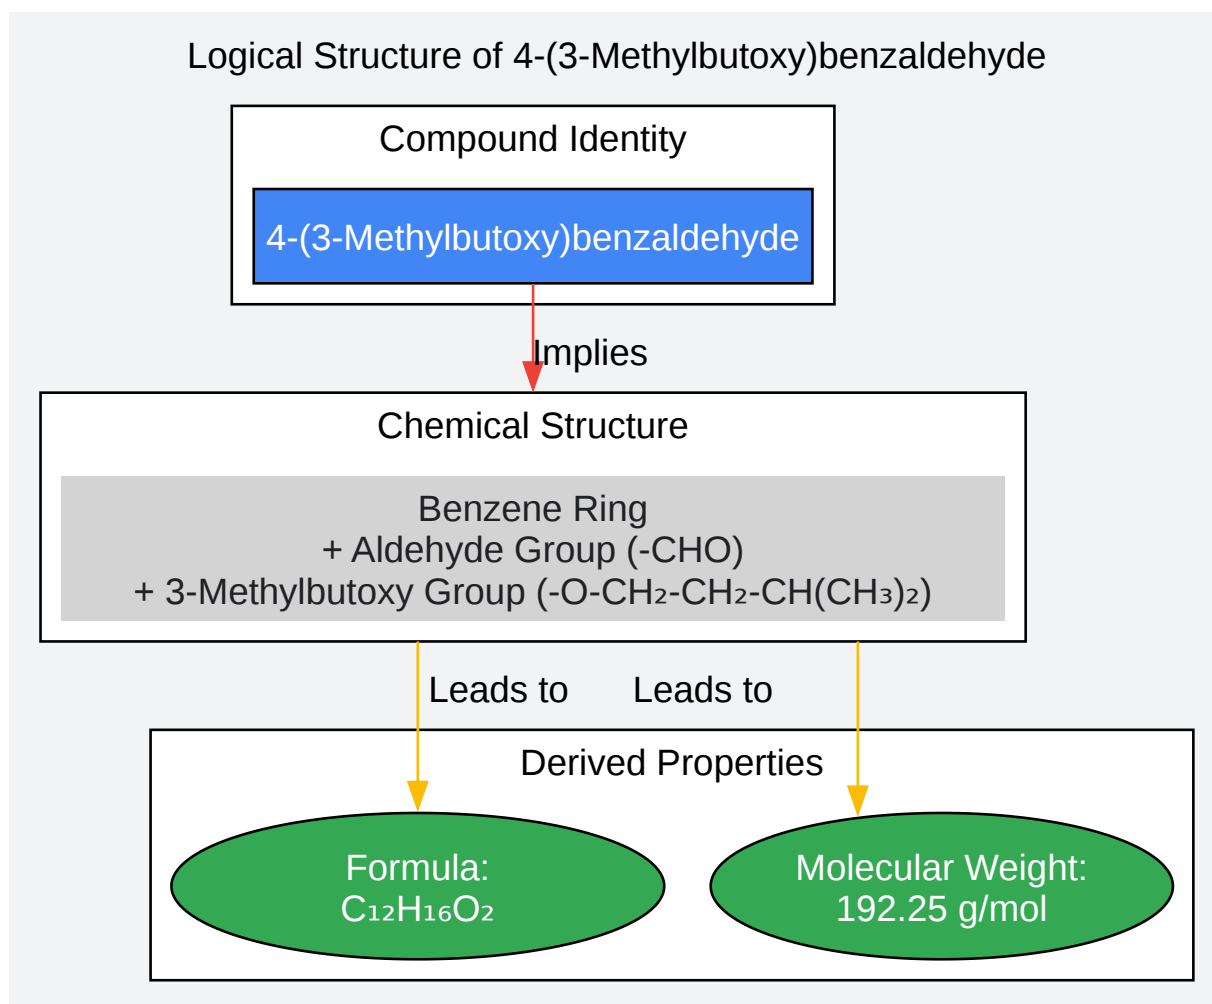 Logical Structure of 4-(3-Methylbutoxy)benzaldehyde
Compound Identity
4-(3-Methylbutoxy)benzaldehyde
Implies
Chemical Structure
Benzene Ring
+ Aldehyde Group (-CHO)
+ 3-Methylbutoxy Group (-O-CH₂-CH₂-CH(CH₃)₂)
Leads to
Leads to
Derived Properties
Formula:
C₁₂H₁₆O₂
Molecular Weight:
192.25 g/mol